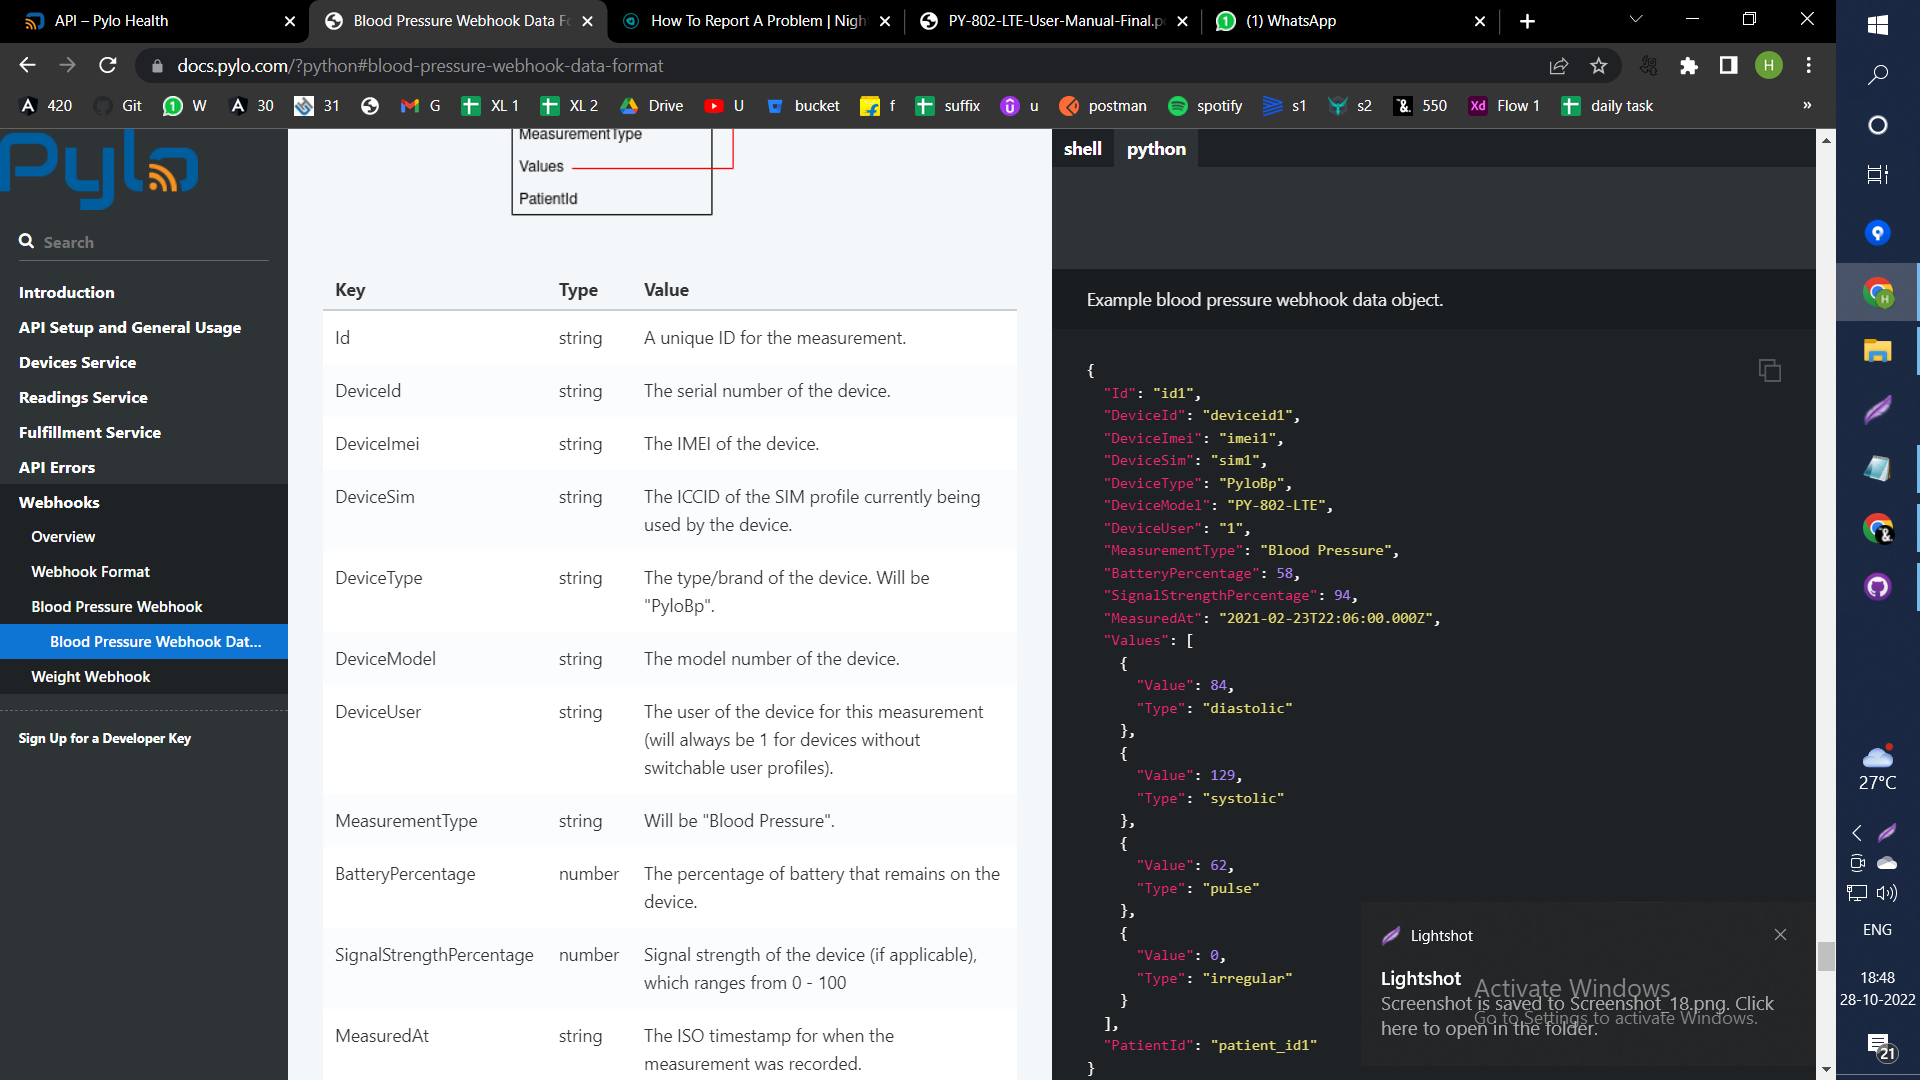 API – Pylo Health
Blood Pressure Webhook Data Fo
How To Report A Problem | Nigh
PY-802-LTE-User-Manual-Final.p
(1) WhatsApp
docs.pylo.com/?python#blood-pressure-webhook-data-format
H
420
Git
W
30
31
G
XL 1
XL 2
Drive
U
bucket
f
suffix
u
postman
spotify
s1
s2
550
Xd Flow 1
daily task
»
Pylo
Search
Introduction
API Setup and General Usage
Devices Service
Readings Service
Fulfillment Service
API Errors
Webhooks
Overview
Webhook Format
Blood Pressure Webhook
Blood Pressure Webhook Dat...
Weight Webhook
Sign Up for a Developer Key
MeasurementType
Values
PatientId
Key Type Value
Id string A unique ID for the measurement.
DeviceId string The serial number of the device.
DeviceImei string The IMEI of the device.
DeviceSim string The ICCID of the SIM profile currently being
used by the device.
DeviceType string The type/brand of the device. Will be
"PyloBp".
DeviceModel string The model number of the device.
DeviceUser string The user of the device for this measurement
(will always be 1 for devices without
switchable user profiles).
MeasurementType string Will be "Blood Pressure".
BatteryPercentage number The percentage of battery that remains on the
device.
SignalStrengthPercentage number Signal strength of the device (if applicable),
which ranges from 0 - 100
MeasuredAt string The ISO timestamp for when the
measurement was recorded.
shell python
Example blood pressure webhook data object.
{
"Id": "id1",
"DeviceId": "deviceid1",
"DeviceImei": "imei1",
"DeviceSim": "sim1",
"DeviceType": "PyloBp",
"DeviceModel": "PY-802-LTE",
"DeviceUser": "1",
"MeasurementType": "Blood Pressure",
"BatteryPercentage": 58,
"SignalStrengthPercentage": 94,
"MeasuredAt": "2021-02-23T22:06:00.000Z",
"Values": [
{
"Value": 84,
"Type": "diastolic"
},
{
"Value": 129,
"Type": "systolic"
},
{
"Value": 62,
"Type": "pulse"
},
{
"Value": 0,
"Type": "irregular"
}
],
"PatientId": "patient_id1"
}
Lightshot
Lightshot
Screenshot is saved to Screenshot_18.png. Click
here to open in the folder.
Activate Windows
Go to Settings to activate Windows.
27°C
ENG
18:48
28-10-2022
21